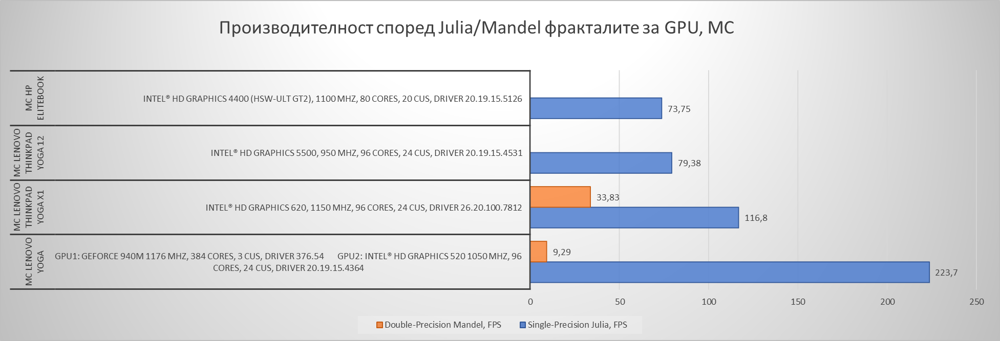 Производителност според Julia/Mandel фракталите за GPU, МС
MC HP
ELITEBOOK
INTEL® HD GRAPHICS 4400 (HSW-ULT GT2), 1100 MHZ, 80 CORES, 20 CUS, DRIVER 20.19.15.5126
73,75
MC LENOVO
THINKPAD
YOGA 12
INTEL® HD GRAPHICS 5500, 950 MHZ, 96 CORES, 24 CUS, DRIVER 20.19.15.4531
79,38
MC LENOVO
THINKPAD
YOGA X1
INTEL® HD GRAPHICS 620, 1150 MHZ, 96 CORES, 24 CUS, DRIVER 26.20.100.7812
33,83
116,8
MC LENOVO
YOGA
GPU1: GEFORCE 940M 1176 MHZ, 384 CORES, 3 CUS, DRIVER 376.54 GPU2: INTEL® HD GRAPHICS 520 1050 MHZ, 96
CORES, 24 CUS, DRIVER 20.19.15.4364
9,29
223,7
0 50 100 150 200 250
Double-Precision Mandel, FPS Single-Precision Julia, FPS